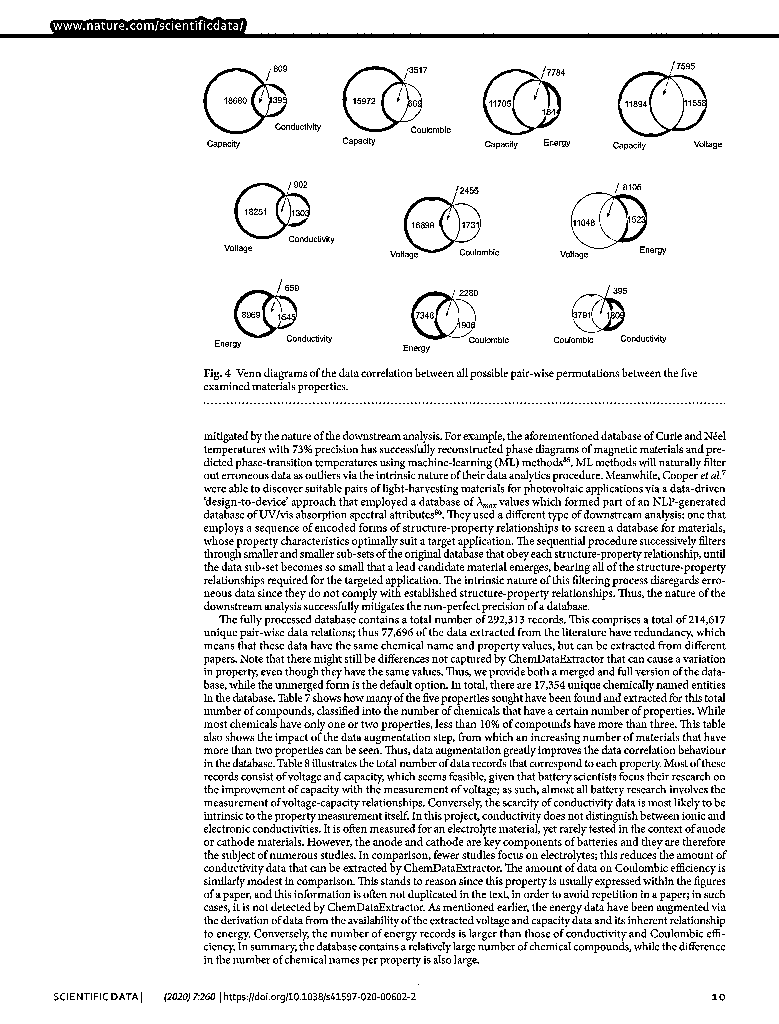 www.nature.com/scientificdata/
809
18680
1395
Capacity
Conductivity
3517
15972
Capacity
Coulombic
7784
11705
Capacity
Energy
7595
11894
Capacity
Voltage
902
18251
1303
Voltage
Conductivity
2455
16698
1731
Voltage
Coulombic
8105
11048
1523
Voltage
Energy
659
8969
1545
Energy
Conductivity
2280
7348
1906
Energy
Coulombic
395
3791
1809
Coulombic
Conductivity
Fig. 4 Venn diagrams of the data correlation between all possible pair-wise permutations between the five
examined materials properties.
mitigated by the nature of the downstream analysis. For example, the aforementioned database of Curie and Néel
temperatures with 73% precision has successfully reconstructed phase diagrams of magnetic materials and pre-
dicted phase-transition temperatures using machine-learning (ML) methods⁴⁶. ML methods will naturally filter
out erroneous data as outliers via the intrinsic nature of their data analytics procedure. Meanwhile, Cooper et al.⁷
were able to discover suitable pairs of light-harvesting materials for photovoltaic applications via a data-driven
'design-to-device' approach that employed a database of λmax values which formed part of an NLP-generated
database of UV/vis absorption spectral attributes⁵⁰. They used a different type of downstream analysis: one that
employs a sequence of encoded forms of structure-property relationships to screen a database for materials,
whose property characteristics optimally suit a target application. The sequential procedure successively filters
through smaller and smaller sub-sets of the original database that obey each structure-property relationship, until
the data sub-set becomes so small that a lead candidate material emerges, bearing all of the structure-property
relationships required for the targeted application. The intrinsic nature of this filtering process disregards erro-
neous data since they do not comply with established structure-property relationships. Thus, the nature of the
downstream analysis successfully mitigates the non-perfect precision of a database.
The fully processed database contains a total number of 292,313 records. This comprises a total of 214,617
unique pair-wise data relations; thus 77,696 of the data extracted from the literature have redundancy, which
means that these data have the same chemical name and property values, but can be extracted from different
papers. Note that there might still be differences not captured by ChemDataExtractor that can cause a variation
in property, even though they have the same values. Thus, we provide both a merged and full version of the data-
base, while the unmerged form is the default option. In total, there are 17,354 unique chemically named entities
in the database. Table 7 shows how many of the five properties sought have been found and extracted for this total
number of compounds, classified into the number of chemicals that have a certain number of properties. While
most chemicals have only one or two properties, less than 10% of compounds have more than three. This table
also shows the impact of the data augmentation step, from which an increasing number of materials that have
more than two properties can be seen. Thus, data augmentation greatly improves the data correlation behaviour
in the database. Table 8 illustrates the total number of data records that correspond to each property. Most of these
records consist of voltage and capacity, which seems feasible, given that battery scientists focus their research on
the improvement of capacity with the measurement of voltage; as such, almost all battery research involves the
measurement of voltage-capacity relationships. Conversely, the scarcity of conductivity data is most likely to be
intrinsic to the property measurement itself. In this project, conductivity does not distinguish between ionic and
electronic conductivities. It is often measured for an electrolyte material, yet rarely tested in the context of anode
or cathode materials. However, the anode and cathode are key components of batteries and they are therefore
the subject of numerous studies. In comparison, fewer studies focus on electrolytes; this reduces the amount of
conductivity data that can be extracted by ChemDataExtractor. The amount of data on Coulombic efficiency is
similarly modest in comparison. This stands to reason since this property is usually expressed within the figures
of a paper, and this information is often not duplicated in the text, in order to avoid repetition in a paper; in such
cases, it is not detected by ChemDataExtractor. As mentioned earlier, the energy data have been augmented via
the derivation of data from the availability of the extracted voltage and capacity data and its inherent relationship
to energy. Conversely, the number of energy records is larger than those of conductivity and Coulombic effi-
ciency. In summary, the database contains a relatively large number of chemical compounds, while the difference
in the number of chemical names per property is also large.
SCIENTIFIC DATA | (2020) 7:260 | https://doi.org/10.1038/s41597-020-00602-2
10